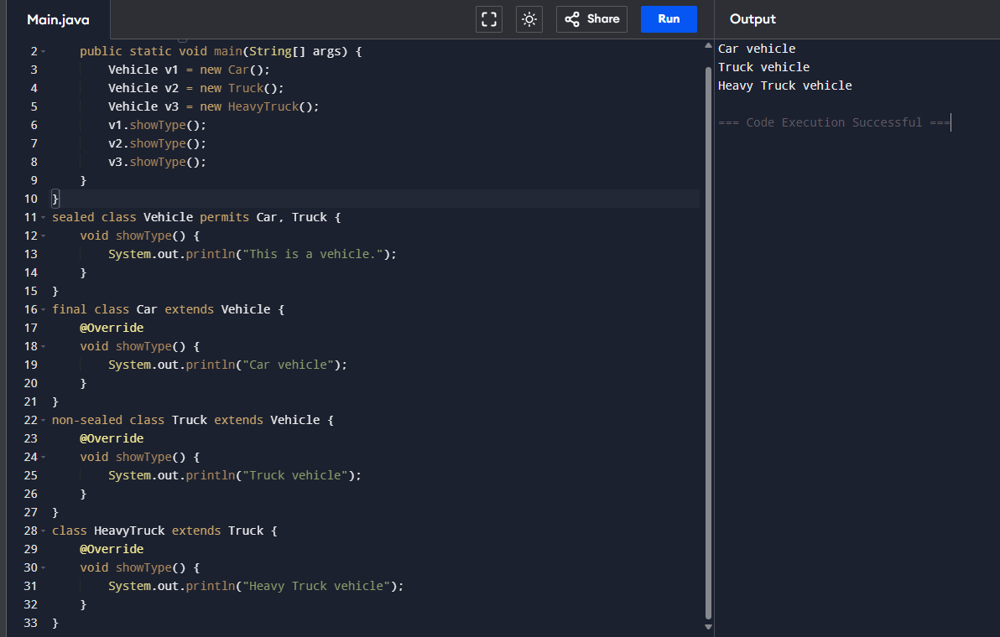 Main.java
Share
Run
Output
2 public static void main(String[] args) {
3 Vehicle v1 = new Car();
4 Vehicle v2 = new Truck();
5 Vehicle v3 = new HeavyTruck();
6 v1.showType();
7 v2.showType();
8 v3.showType();
9 }
10 }
11 sealed class Vehicle permits Car, Truck {
12 void showType() {
13 System.out.println("This is a vehicle.");
14 }
15 }
16 final class Car extends Vehicle {
17 @Override
18 void showType() {
19 System.out.println("Car vehicle");
20 }
21 }
22 non-sealed class Truck extends Vehicle {
23 @Override
24 void showType() {
25 System.out.println("Truck vehicle");
26 }
27 }
28 class HeavyTruck extends Truck {
29 @Override
30 void showType() {
31 System.out.println("Heavy Truck vehicle");
32 }
33 }
Car vehicle
Truck vehicle
Heavy Truck vehicle
=== Code Execution Successful ===